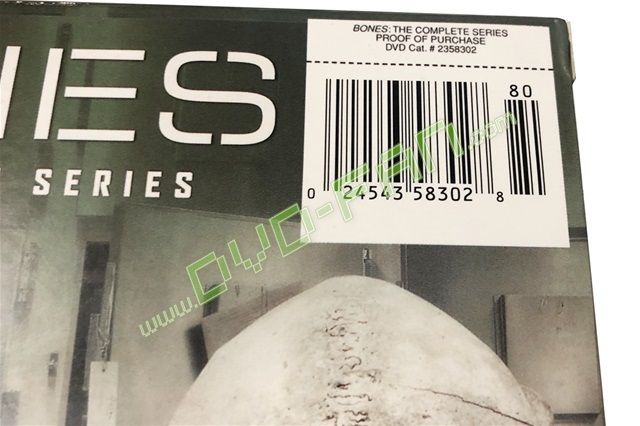 BONES: THE COMPLETE SERIES
PROOF OF PURCHASE
DVD Cat. # 2358302
80
0 24543 58302 8
NES
SERIES
www.DVD-FAN.com